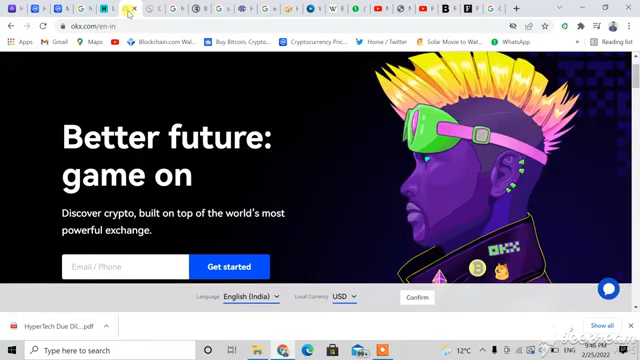 okx.com/en-in
Apps
Gmail
Maps
Blockchain.com Wal...
Buy Bitcoin, Crypto...
Cryptocurrency Pric...
Solar Movie to Watc...
WhatsApp
Reading list
Better future:
game on
Discover crypto, built on top of the world's most
powerful exchange.
Email / Phone
Get started
OKX
Language
English (India)
Local Currency
USD
Confirm
HyperTech Due Dil....pdf
Show all
Type here to search
99+
12°C
ENG
9:46 PM
2/25/2022